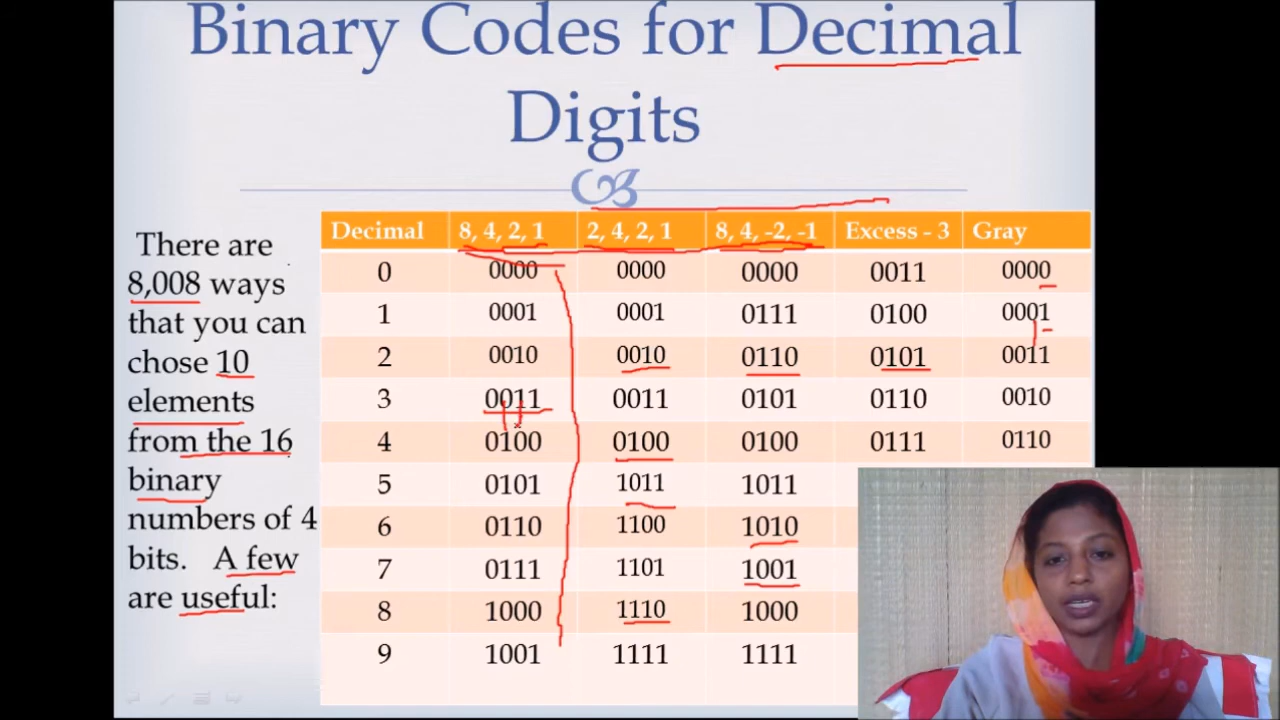 Binary Codes for Decimal
Digits
There are
8,008 ways
that you can
chose 10
elements
from the 16
binary
numbers of 4
bits. A few
are useful:
Decimal 8, 4, 2, 1 2, 4, 2, 1 8, 4, -2, -1 Excess - 3 Gray
0 0000 0000 0000 0011 0000
1 0001 0001 0111 0100 0001
2 0010 0010 0110 0101 0011
3 0011 0011 0101 0110 0010
4 0100 0100 0100 0111 0110
5 0101 1011 1011
6 0110 1100 1010
7 0111 1101 1001
8 1000 1110 1000
9 1001 1111 1111